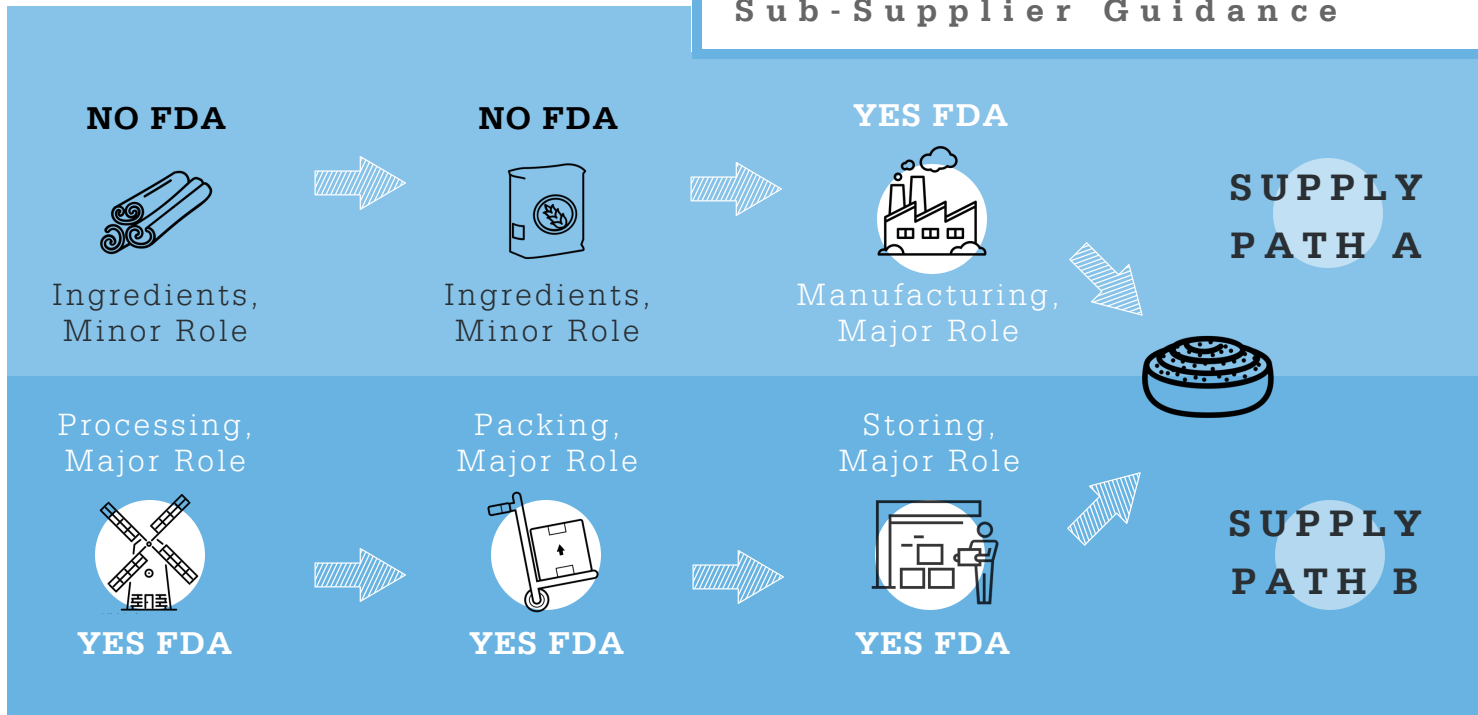 Sub-Supplier Guidance
NO FDA
NO FDA
YES FDA
Ingredients,
Minor Role
Ingredients,
Minor Role
Manufacturing,
Major Role
SUPPLY
PATH A
Processing,
Major Role
Packing,
Major Role
Storing,
Major Role
YES FDA
YES FDA
YES FDA
SUPPLY
PATH B